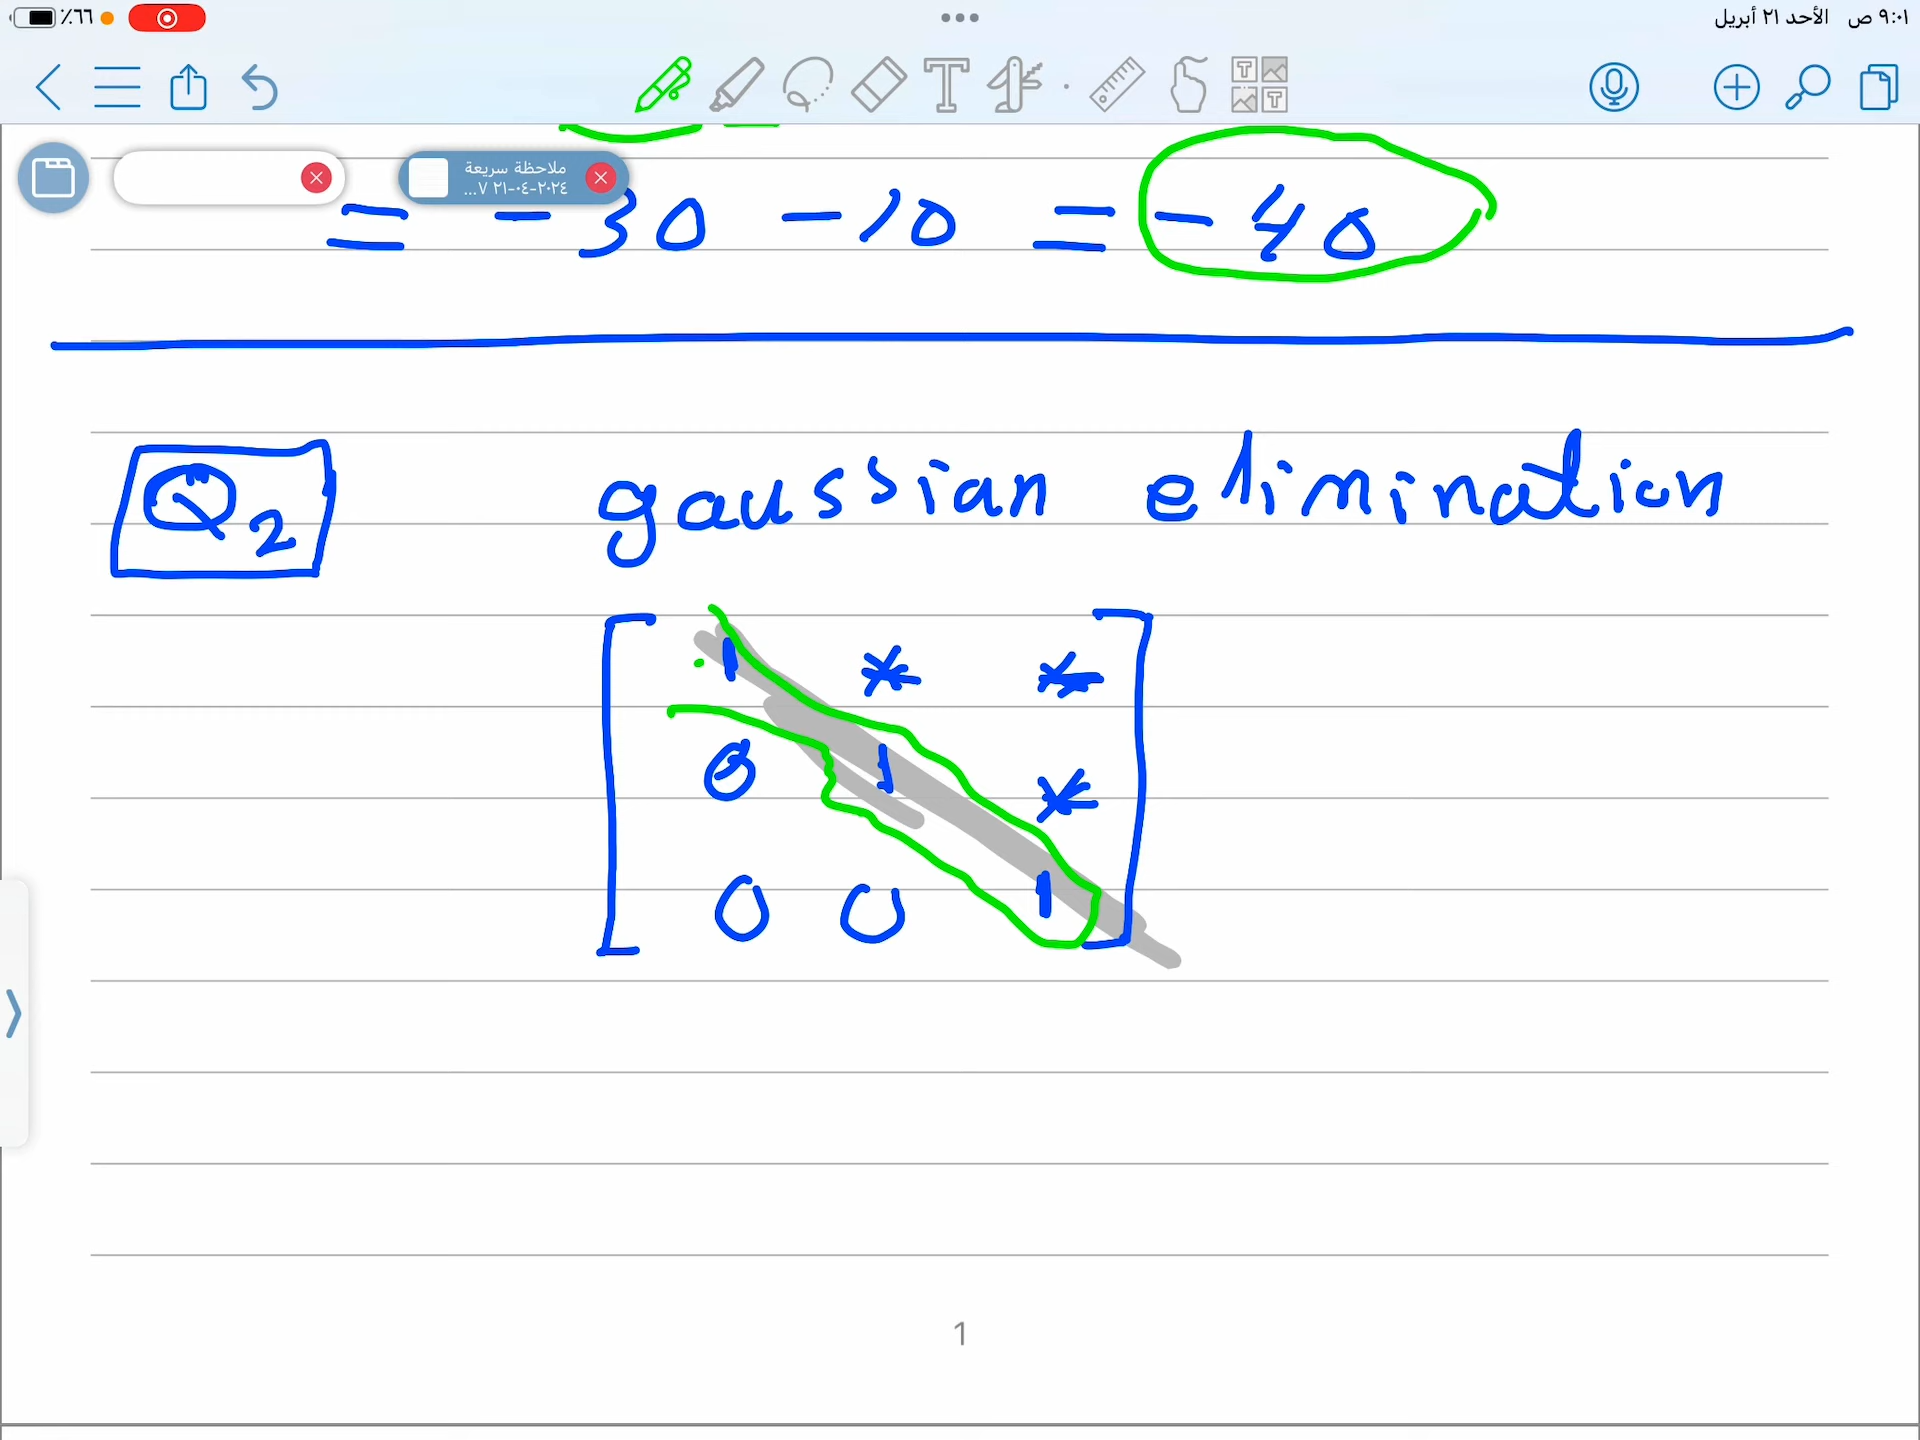 ٪٦٦
٩:٠١ ص الأحد ٢١ أبريل
ملاحظة سريعة
٢٠٢٤-٠٤-٢١ ٧...
= - 30 - 10 = - 40
Q2 gaussian elimination
1 * *
0 1 *
0 0 1
1